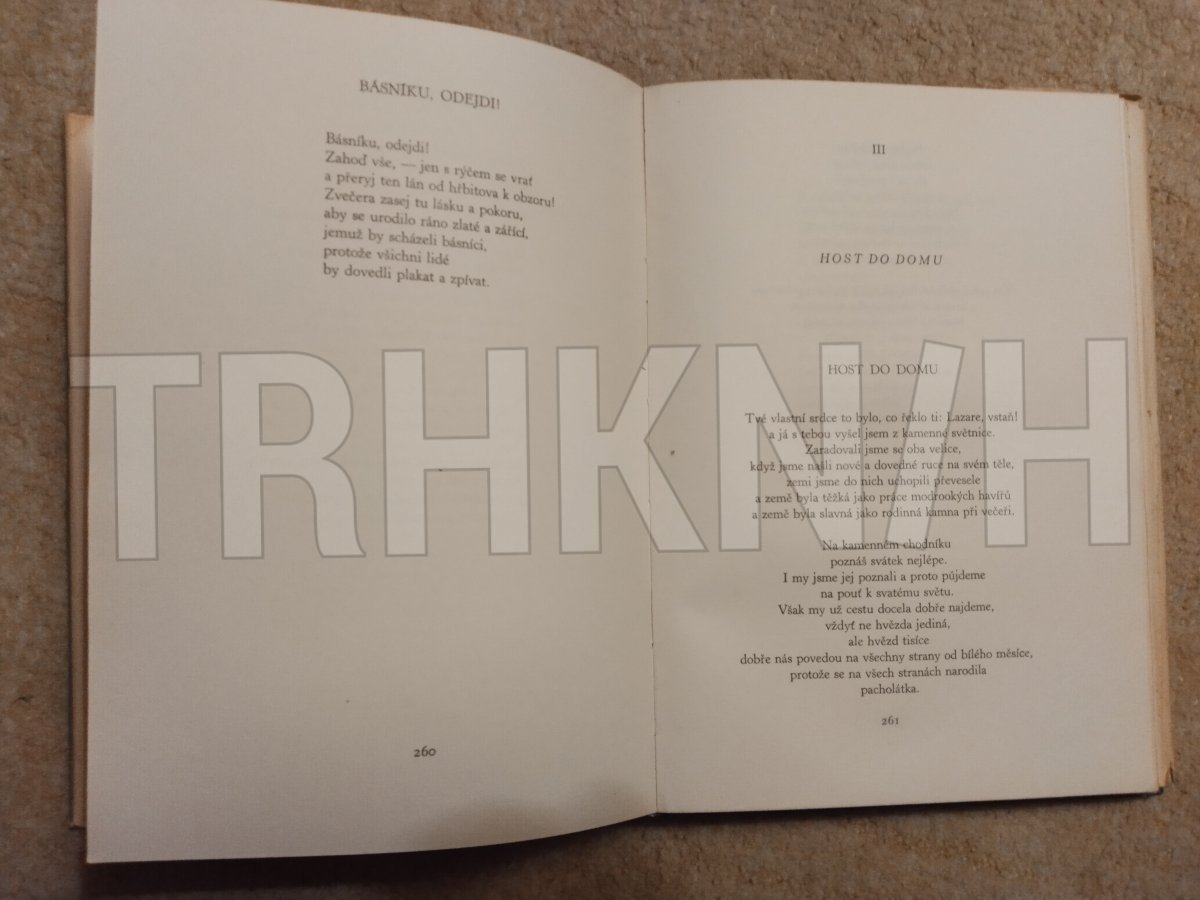 BÁSNÍKU, ODEJDI!
Básníku, odejdi!
Zahoď vše, — jen s rýčem se vrať
a přeryj ten lán od hřbitova k obzoru!
Zvečera zasej tu lásku a pokoru,
aby se urodilo ráno zlaté a zářící,
jemuž by scházeli básníci,
protože všichni lidé
by dovedli plakat a zpívat.
260
III
HOST DO DOMU
HOST DO DOMU
Tvé vlastní srdce to bylo, co řeklo ti: Lazare, vstaň!
a já s tebou vyšel jsem z kamenné světnice.
Zaradovali jsme se oba velice,
když jsme našli nové a dovedné ruce na svém těle,
zemi jsme do nich uchopili převesele
a země byla těžká jako práce modrookých havířů
a země byla slavná jako rodinná kamna při večeři.
Na kamenném chodníku
poznáš svátek nejlépe.
I my jsme jej poznali a proto půjdeme
na pouť k svatému světu.
Však my už cestu docela dobře najdeme,
vždyť ne hvězda jediná,
ale hvězd tisíce
dobře nás povedou na všechny strany od bílého měsíce,
protože se na všech stranách narodila
pacholátka.
261
TRHKN/H